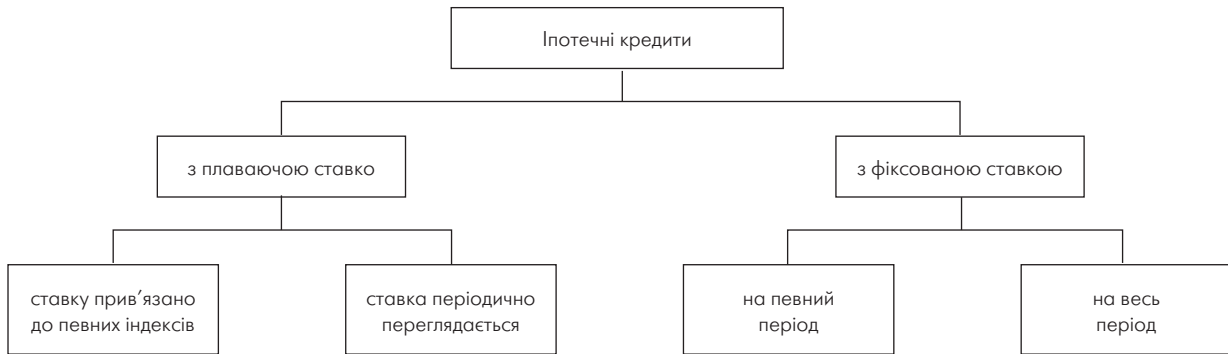 Іпотечні кредити
з плаваючою ставко
з фіксованою ставкою
ставку прив′язано
до певних індексів
ставка періодично
переглядається
на певний
період
на весь
період